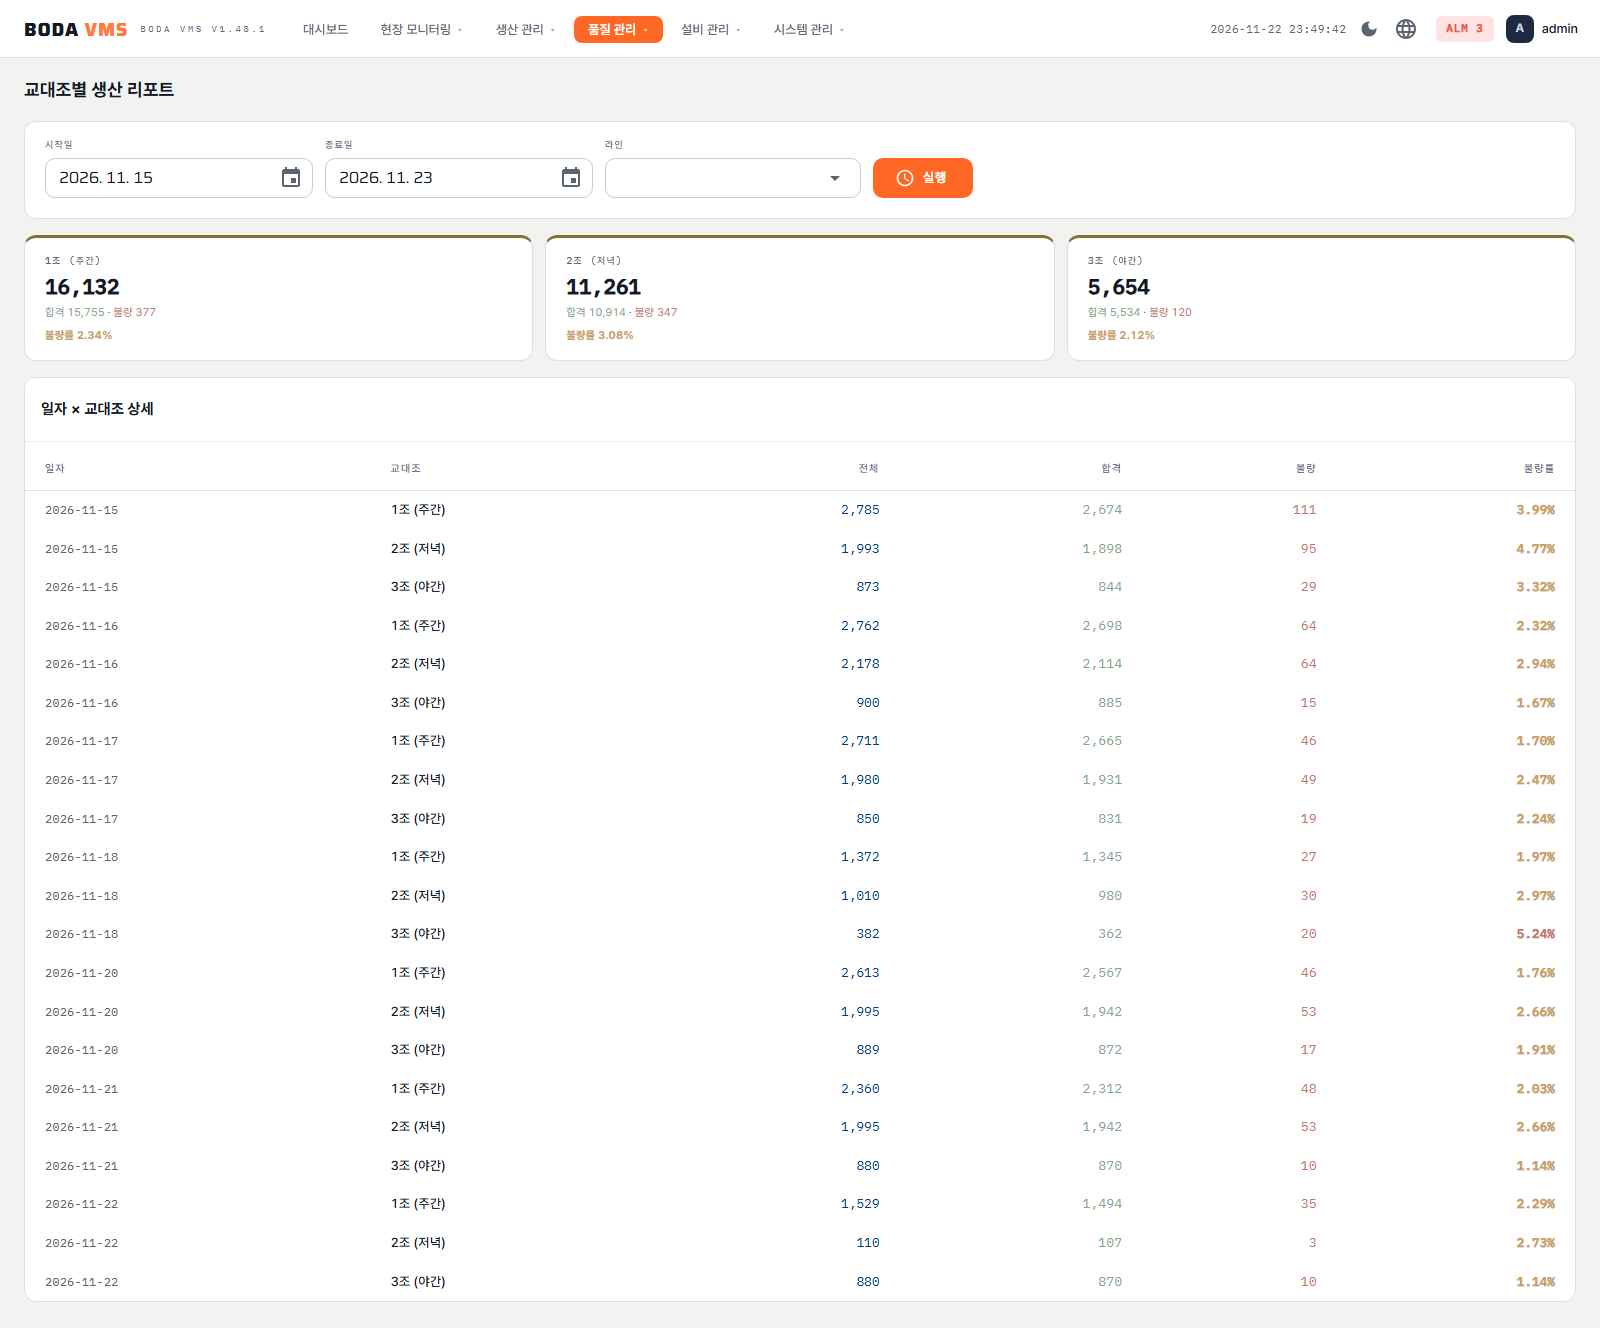 BODA VMS BODA VMS V1.48.1 대시보드 현장 모니터링 생산 관리 품질 관리 설비 관리 시스템 관리 2026-11-22 23:49:42 ALM 3 A admin
교대조별 생산 리포트
시작일 종료일 라인
2026. 11. 15 2026. 11. 23 실행
1조 (주간) 2조 (저녁) 3조 (야간)
16,132 11,261 5,654
합격 15,755 · 불량 377 합격 10,914 · 불량 347 합격 5,534 · 불량 120
불량률 2.34% 불량률 3.08% 불량률 2.12%
일자 × 교대조 상세
일자 교대조 전체 합격 불량 불량률
2026-11-15 1조 (주간) 2,785 2,674 111 3.99%
2026-11-15 2조 (저녁) 1,993 1,898 95 4.77%
2026-11-15 3조 (야간) 873 844 29 3.32%
2026-11-16 1조 (주간) 2,762 2,698 64 2.32%
2026-11-16 2조 (저녁) 2,178 2,114 64 2.94%
2026-11-16 3조 (야간) 900 885 15 1.67%
2026-11-17 1조 (주간) 2,711 2,665 46 1.70%
2026-11-17 2조 (저녁) 1,980 1,931 49 2.47%
2026-11-17 3조 (야간) 850 831 19 2.24%
2026-11-18 1조 (주간) 1,372 1,345 27 1.97%
2026-11-18 2조 (저녁) 1,010 980 30 2.97%
2026-11-18 3조 (야간) 382 362 20 5.24%
2026-11-20 1조 (주간) 2,613 2,567 46 1.76%
2026-11-20 2조 (저녁) 1,995 1,942 53 2.66%
2026-11-20 3조 (야간) 889 872 17 1.91%
2026-11-21 1조 (주간) 2,360 2,312 48 2.03%
2026-11-21 2조 (저녁) 1,995 1,942 53 2.66%
2026-11-21 3조 (야간) 880 870 10 1.14%
2026-11-22 1조 (주간) 1,529 1,494 35 2.29%
2026-11-22 2조 (저녁) 110 107 3 2.73%
2026-11-22 3조 (야간) 880 870 10 1.14%